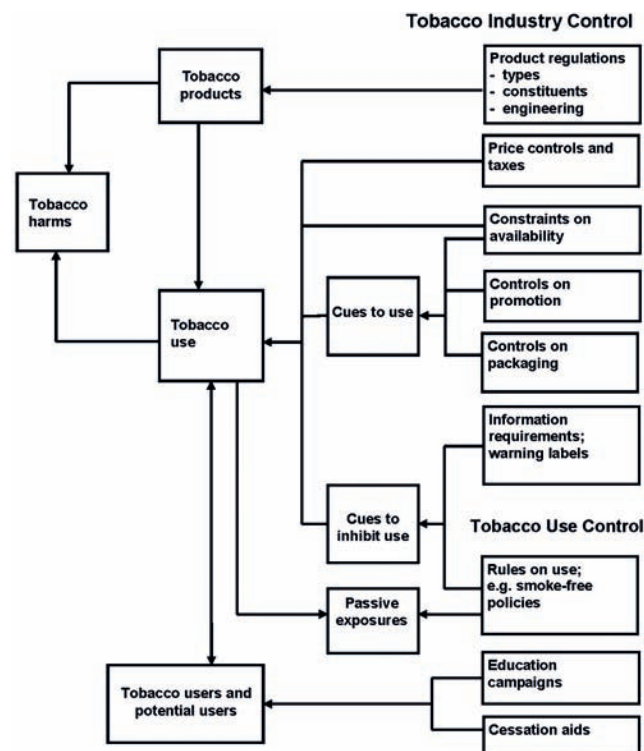 Tobacco Industry Control
Tobacco
products
Product regulations
- types
- constituents
- engineering
Price controls and
taxes
Tobacco
harms
Constraints on
availability
Tobacco
use
Cues to use
Controls on
promotion
Controls on
packaging
Information
requirements;
warning labels
Cues to
inhibit use
Tobacco Use Control
Rules on use;
e.g. smoke-free
policies
Passive
exposures
Tobacco users and
potential users
Education
campaigns
Cessation aids